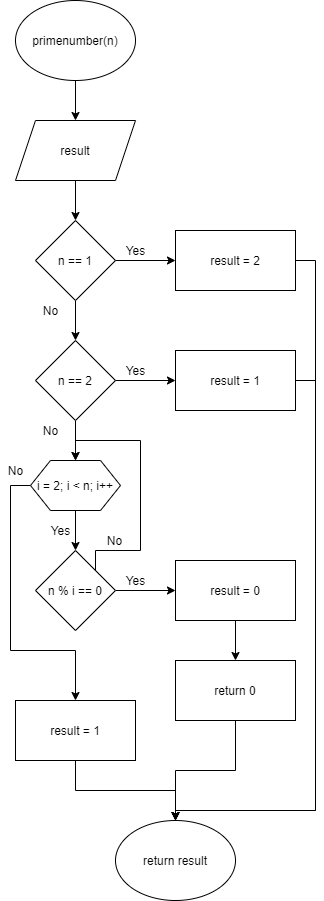 primenumber(n)
result
n == 1
Yes
result = 2
No
n == 2
Yes
result = 1
No
No
i = 2; i < n; i++
Yes
No
n % i == 0
Yes
result = 0
return 0
result = 1
return result